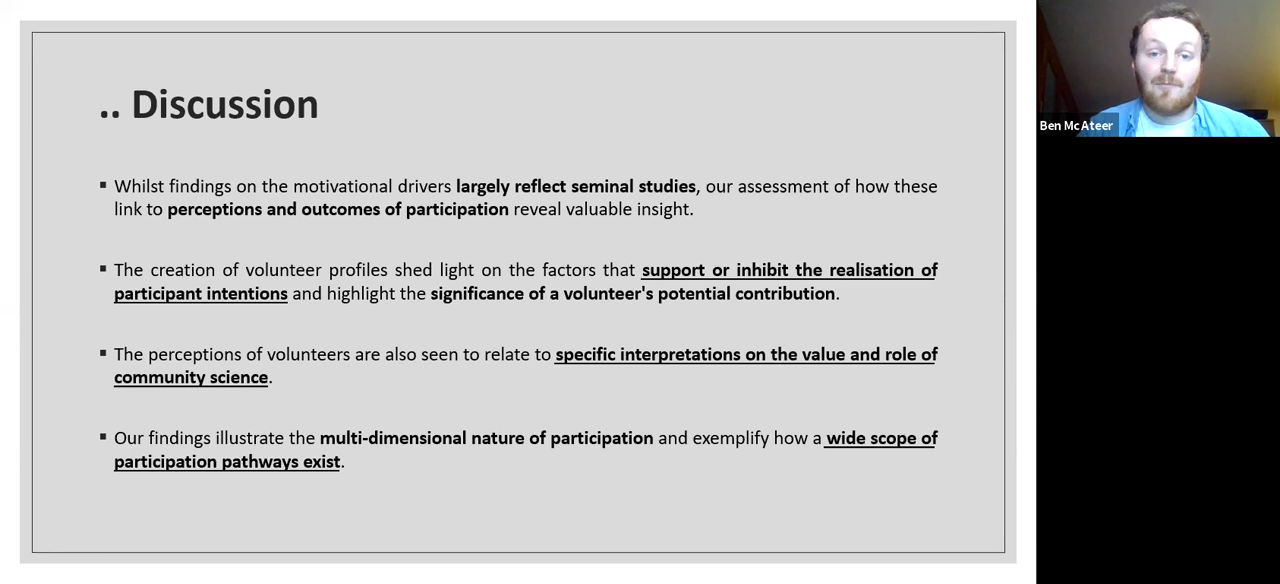 .. Discussion
▪ Whilst findings on the motivational drivers largely reflect seminal studies, our assessment of how these
link to perceptions and outcomes of participation reveal valuable insight.
▪ The creation of volunteer profiles shed light on the factors that support or inhibit the realisation of
participant intentions and highlight the significance of a volunteer's potential contribution.
▪ The perceptions of volunteers are also seen to relate to specific interpretations on the value and role of
community science.
▪ Our findings illustrate the multi-dimensional nature of participation and exemplify how a wide scope of
participation pathways exist.
Ben McAteer